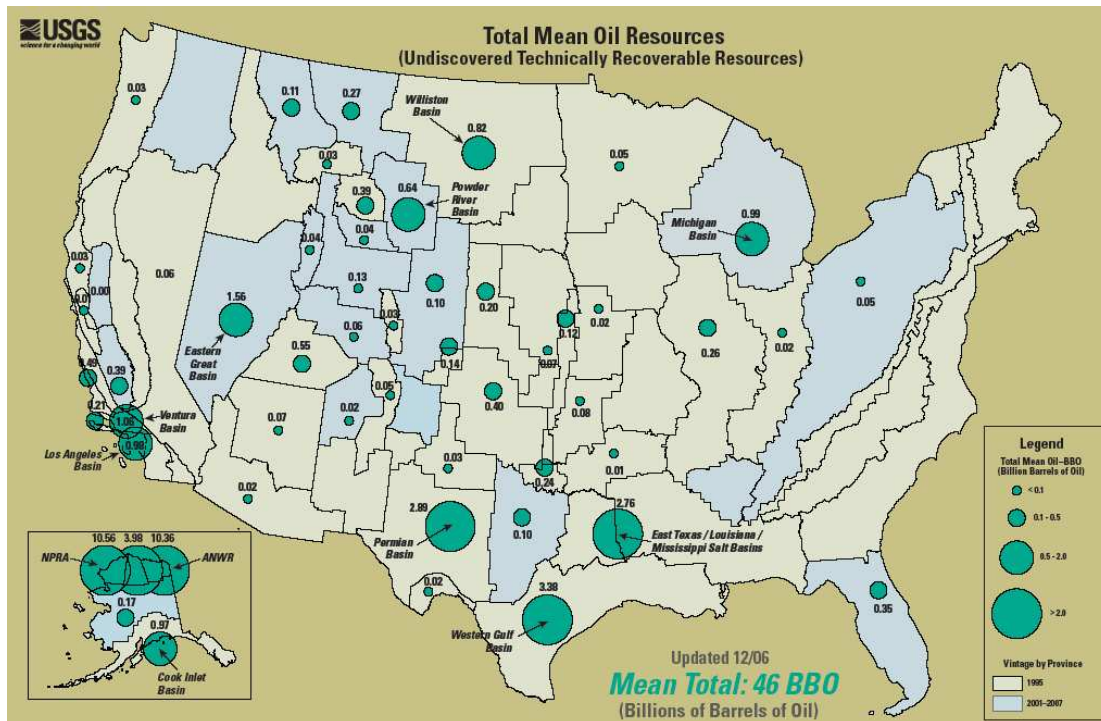 USGS
science for a changing world
Total Mean Oil Resources
(Undiscovered Technically Recoverable Resources)
0.03
0.11
0.27
Williston
Basin
0.82
0.05
0.03
0.39
0.64
Powder
River
Basin
0.99
Michigan
Basin
0.04
0.04
0.03
0.06
0.00
0.01
0.13
0.10
0.20
0.02
0.05
1.56
Eastern
Great
Basin
0.06
0.03
0.12
0.26
0.02
0.55
0.14
0.07
0.49
0.39
0.05
0.40
0.08
0.21
1.06
Ventura
Basin
0.07
0.02
Los Angeles
Basin
0.98
0.03
0.24
0.01
0.02
2.89
Permian
Basin
0.10
2.76
East Texas / Louisiana /
Mississippi Salt Basins
0.02
3.38
Western Gulf
Basin
0.35
10.56 3.98 10.36
NPRA
ANWR
0.17
0.97
Cook Inlet
Basin
Updated 12/06
Mean Total: 46 BBO
(Billions of Barrels of Oil)
Legend
Total Mean Oil–BBO
(Billion Barrels of Oil)
< 0.1
0.1 - 0.5
0.5 - 2.0
> 2.0
Vintage by Province
1995
2001–2007